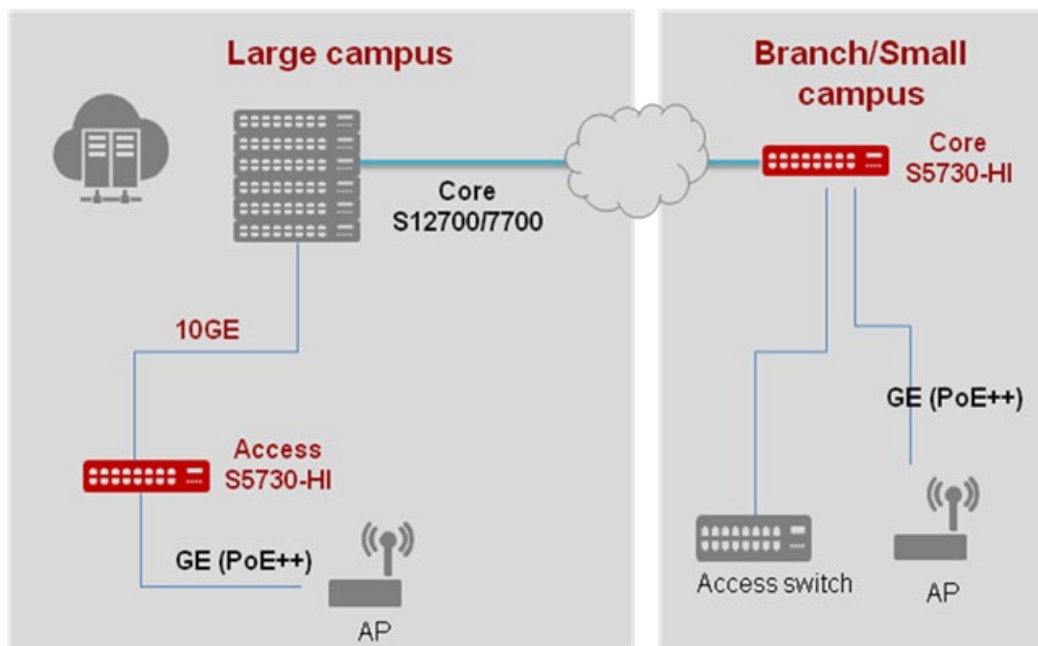 Large campus
Core
S12700/7700
10GE
Access
S5730-HI
GE (PoE++)
AP
Branch/Small
campus
Core
S5730-HI
GE (PoE++)
Access switch
AP